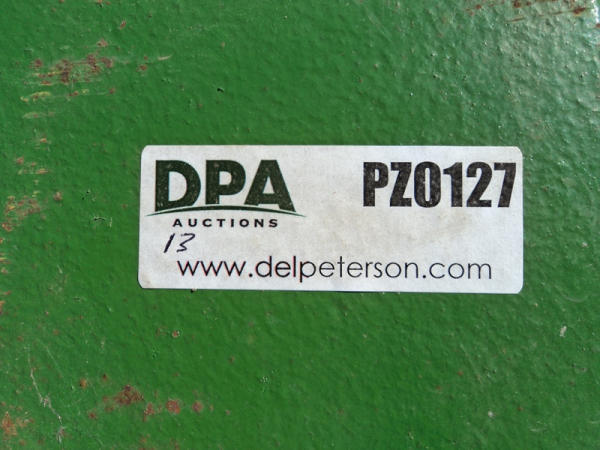 DPA
AUCTIONS
PZ0127
13
www.delpeterson.com